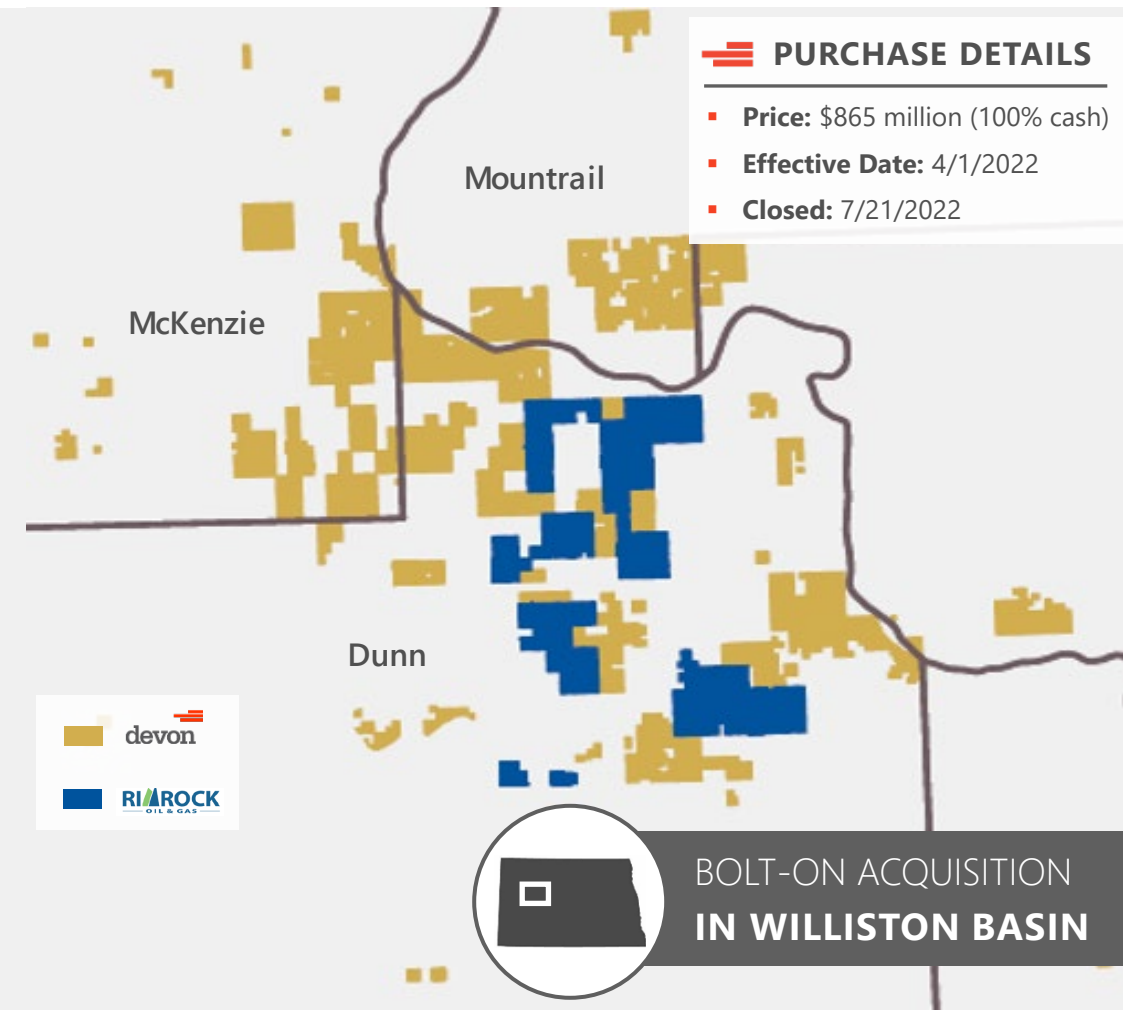 PURCHASE DETAILS
▪ Price: $865 million (100% cash)
▪ Effective Date: 4/1/2022
▪ Closed: 7/21/2022
Mountrail
McKenzie
Dunn
devon
RIMROCK
OIL & GAS
BOLT-ON ACQUISITION
IN WILLISTON BASIN